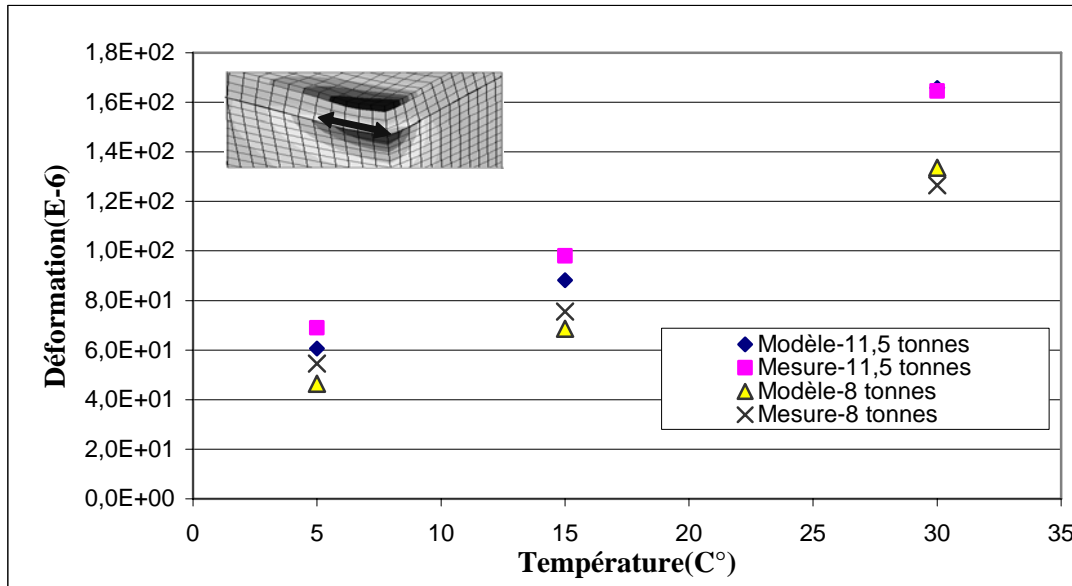 1,8E+02
1,6E+02
1,4E+02
1,2E+02
1,0E+02
8,0E+01
6,0E+01
4,0E+01
2,0E+01
0,0E+00
Déformation(E-6)
0 5 10 15 20 25 30 35
Température(C°)
Modèle-11,5 tonnes
Mesure-11,5 tonnes
Modèle-8 tonnes
Mesure-8 tonnes